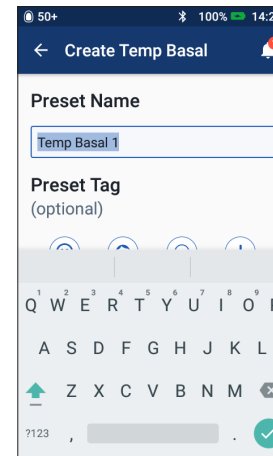 50+ 100% 14:2
Create Temp Basal
Preset Name
Temp Basal 1
Preset Tag
(optional)
1 2 3 4 5 6 7 8 9
Q W E R T Y U I O
A S D F G H J K L
Z X C V B N M
?123 , .